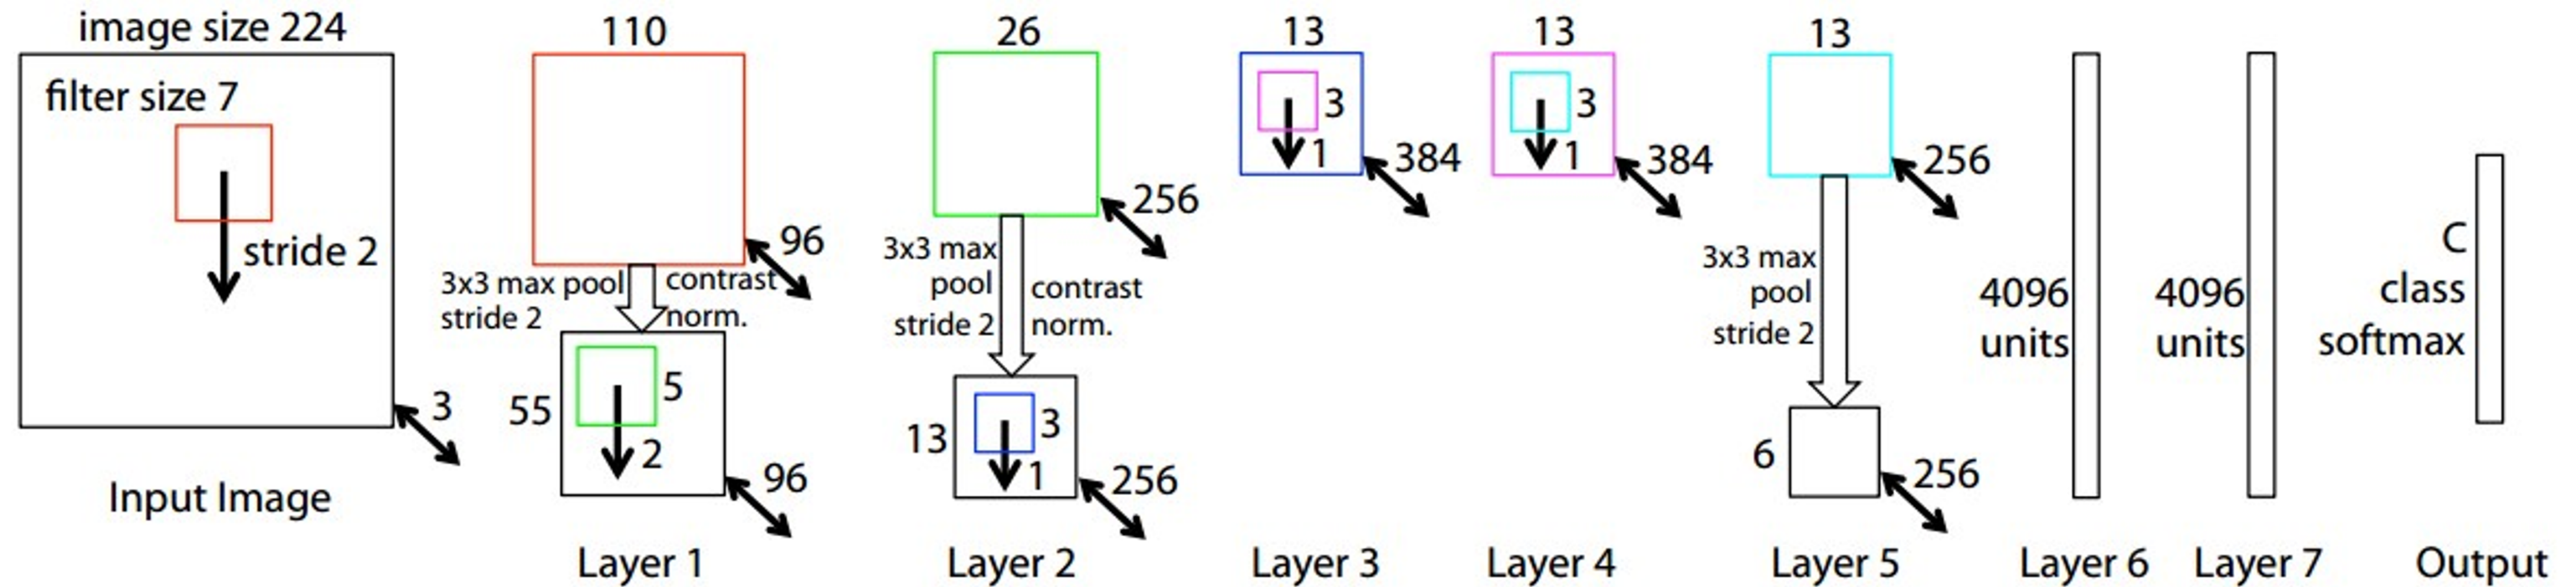 image size 224
filter size 7
stride 2
3
Input Image
110
96
3x3 max pool
stride 2
contrast
norm.
55
5
2
96
Layer 1
26
256
3x3 max
pool
stride 2
contrast
norm.
13
3
1
256
Layer 2
13
3
1
384
Layer 3
13
3
1
384
Layer 4
13
256
3x3 max
pool
stride 2
6
256
Layer 5
4096
units
Layer 6
4096
units
Layer 7
C
class
softmax
Output